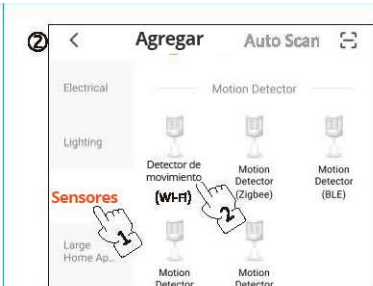 ②
< Agregar Auto Scan
Electrical
Motion Detector
Lighting
Detector de
movimiento
(WI-FI)
Motion
Detector
(Zigbee)
Motion
Detector
(BLE)
Sensores
1
2
Large
Home Ap...
Motion
Detector
Motion
Detector